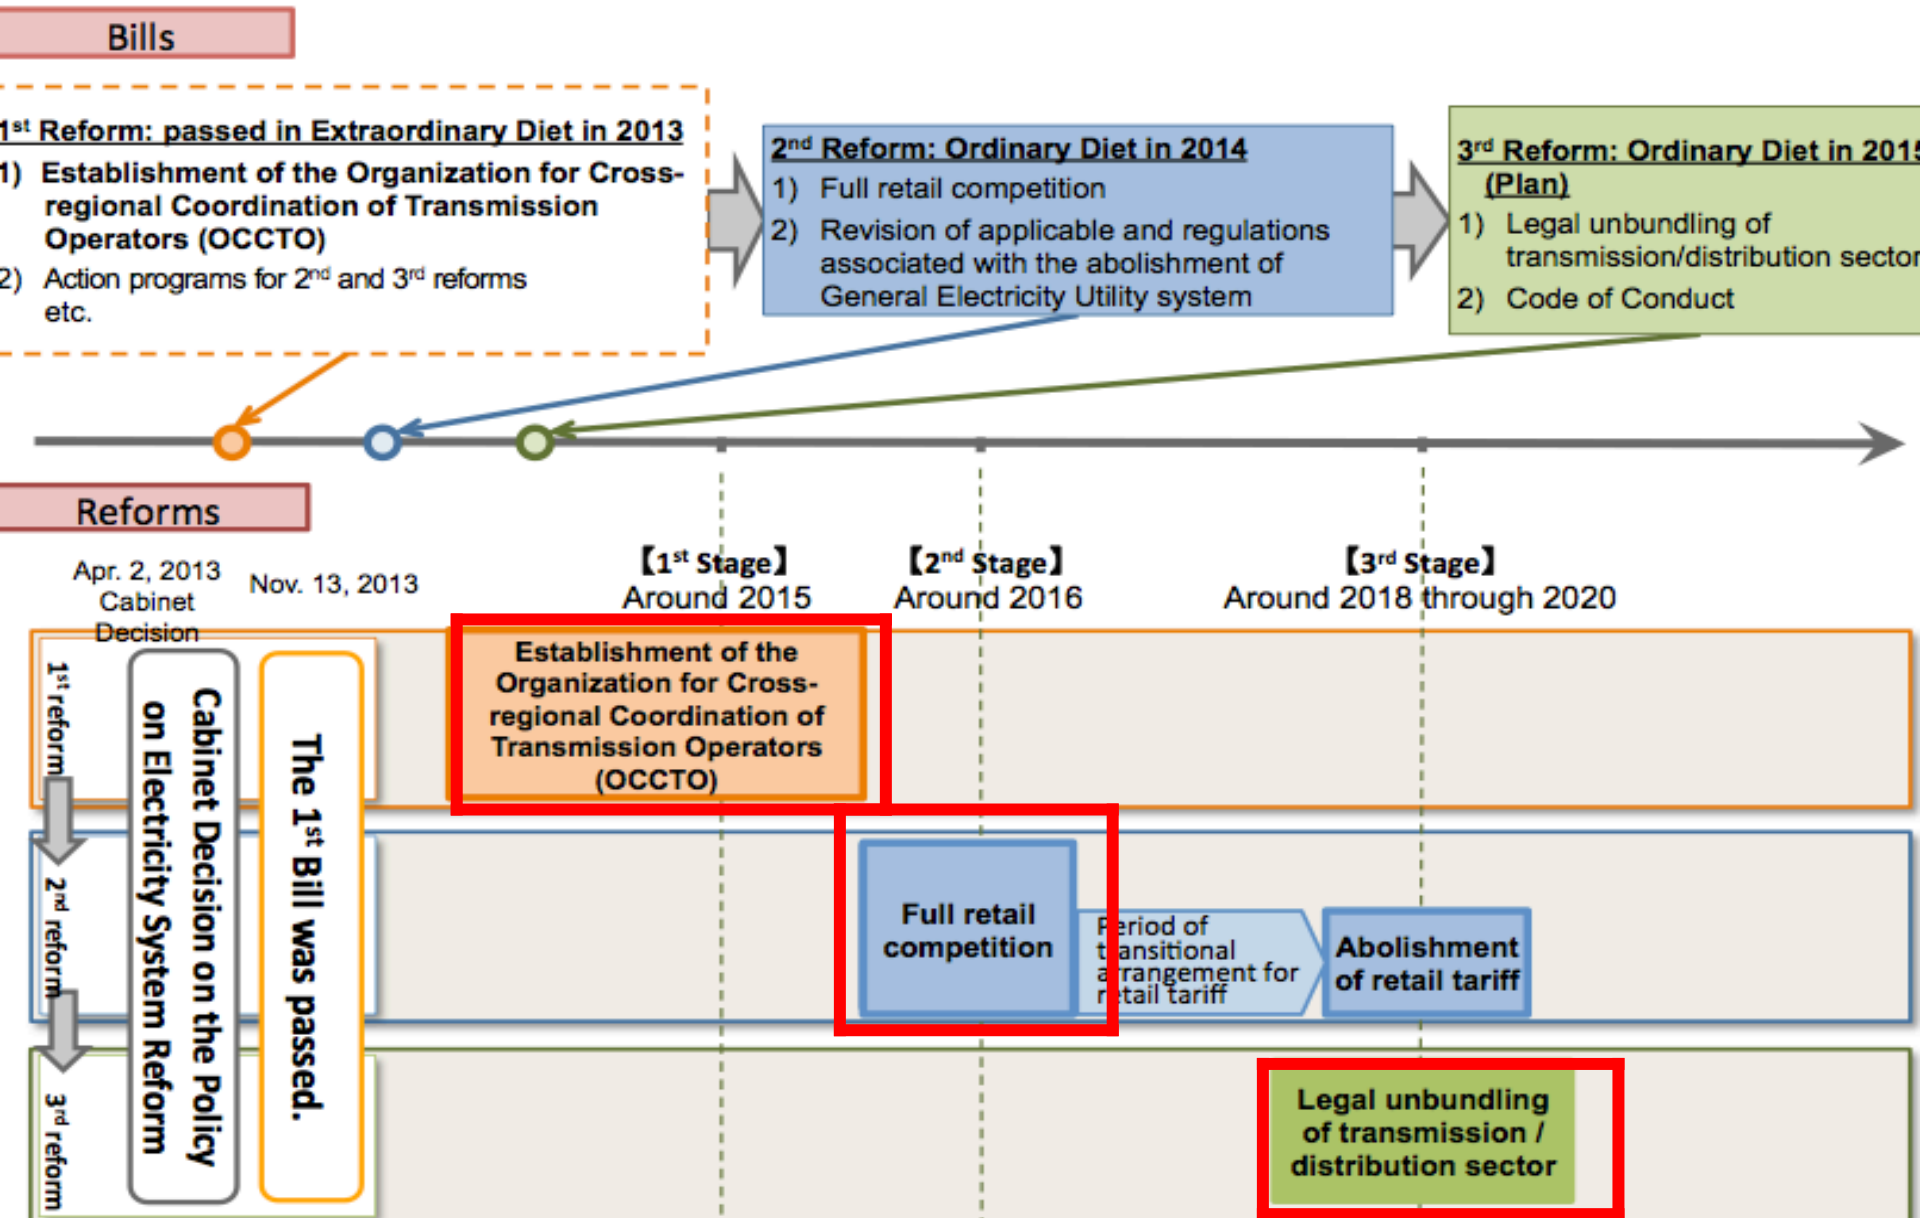 Bills
1st Reform: passed in Extraordinary Diet in 2013
1) Establishment of the Organization for Cross-
regional Coordination of Transmission
Operators (OCCTO)
2) Action programs for 2nd and 3rd reforms
etc.
2nd Reform: Ordinary Diet in 2014
1) Full retail competition
2) Revision of applicable and regulations
associated with the abolishment of
General Electricity Utility system
3rd Reform: Ordinary Diet in 2015
(Plan)
1) Legal unbundling of
transmission/distribution sector
2) Code of Conduct
Reforms
Apr. 2, 2013
Cabinet
Decision
Nov. 13, 2013
【1st Stage】
Around 2015
【2nd Stage】
Around 2016
【3rd Stage】
Around 2018 through 2020
1st reform
2nd reform
3rd reform
Cabinet Decision on the Policy
on Electricity System Reform
The 1st Bill was passed.
Establishment of the
Organization for Cross-
regional Coordination of
Transmission Operators
(OCCTO)
Full retail
competition
Period of
transitional
arrangement for
retail tariff
Abolishment
of retail tariff
Legal unbundling
of transmission /
distribution sector